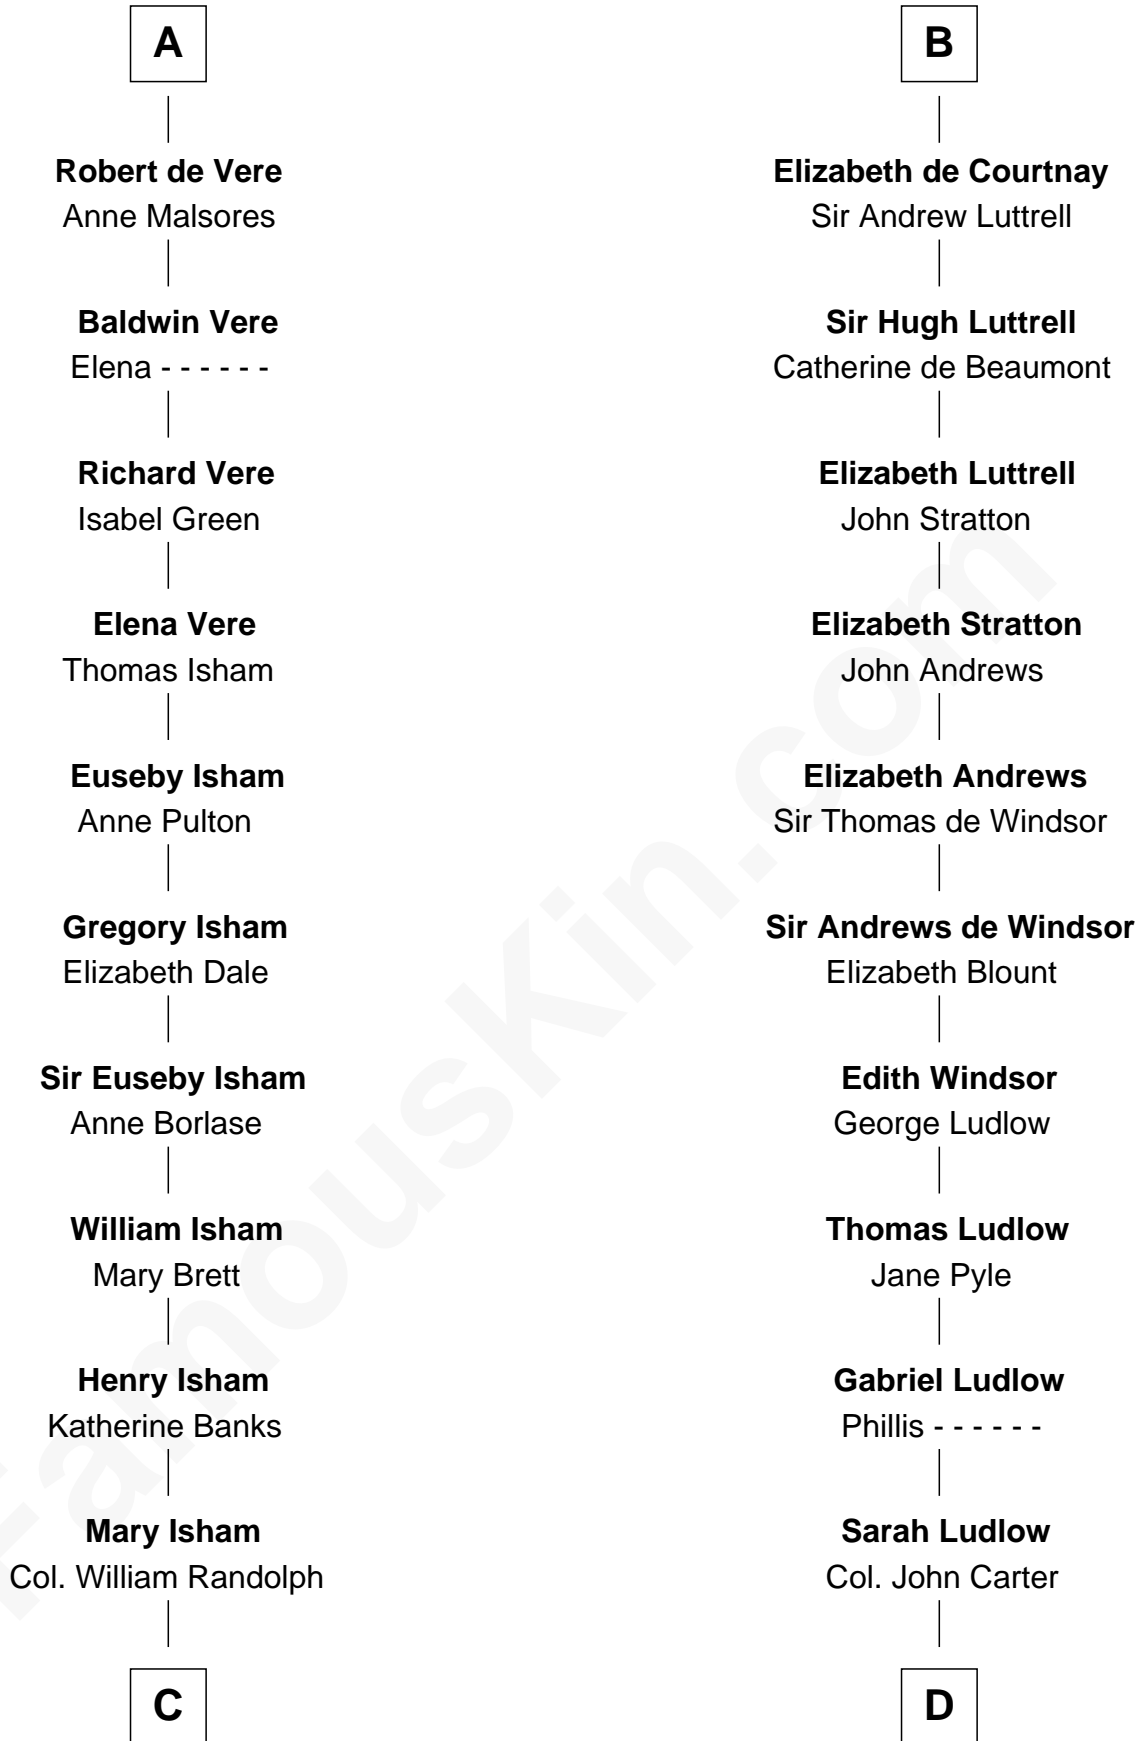 A
Robert de Vere
Anne Malsores
Baldwin Vere
Elena - - - - - -
Richard Vere
Isabel Green
Elena Vere
Thomas Isham
Euseby Isham
Anne Pulton
Gregory Isham
Elizabeth Dale
Sir Euseby Isham
Anne Borlase
William Isham
Mary Brett
Henry Isham
Katherine Banks
Mary Isham
Col. William Randolph
C
B
Elizabeth de Courtnay
Sir Andrew Luttrell
Sir Hugh Luttrell
Catherine de Beaumont
Elizabeth Luttrell
John Stratton
Elizabeth Stratton
John Andrews
Elizabeth Andrews
Sir Thomas de Windsor
Sir Andrews de Windsor
Elizabeth Blount
Edith Windsor
George Ludlow
Thomas Ludlow
Jane Pyle
Gabriel Ludlow
Phillis - - - - - -
Sarah Ludlow
Col. John Carter
D
FamousKin.com